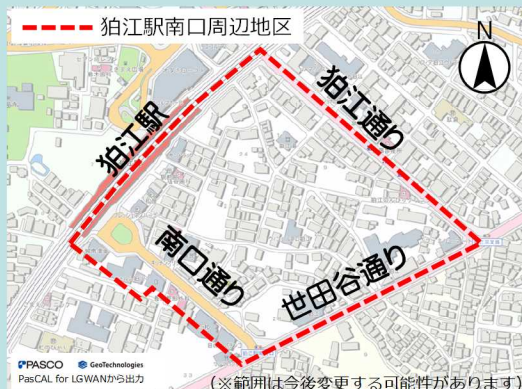 狛江駅南口周辺地区
N
狛江駅
狛江通り
南口通り
世田谷通り
PASCO GeoTechnologies
PasCAL for LGWANから出力
(※範囲は今後変更する可能性があります)